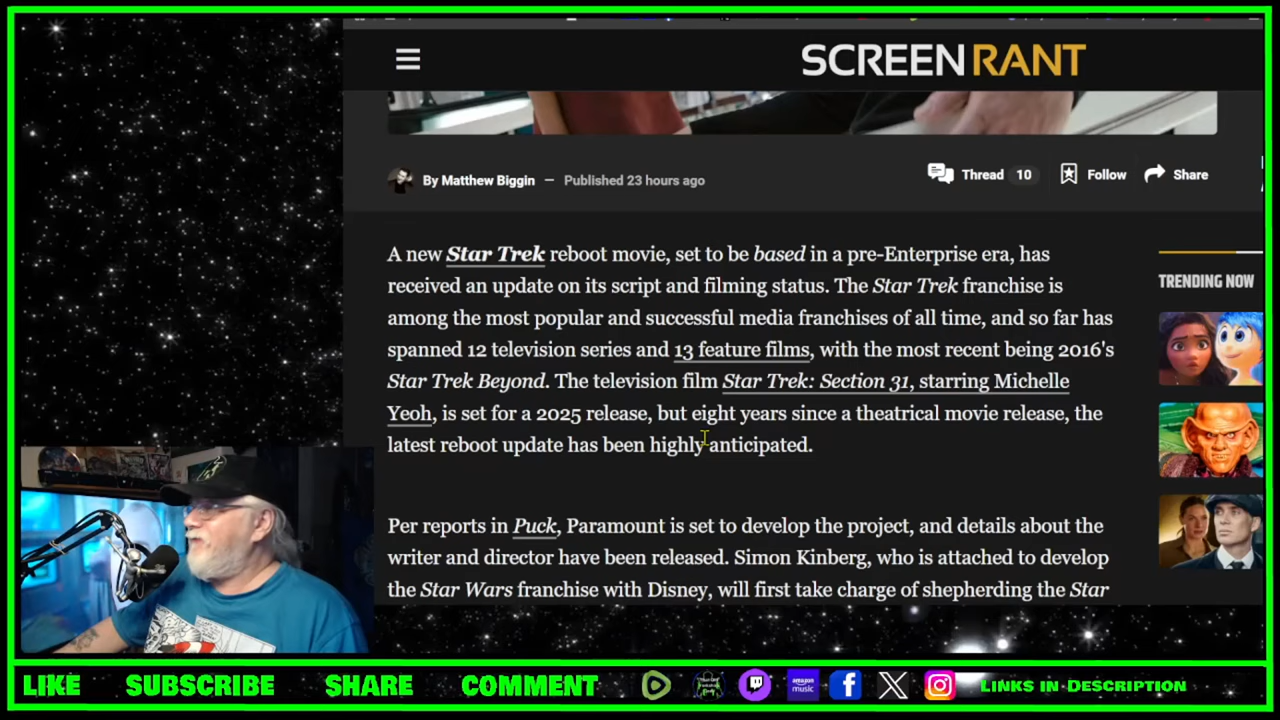 SCREENRANT
By Matthew Biggin — Published 23 hours ago
Thread 10
Follow
Share
A new Star Trek reboot movie, set to be based in a pre-Enterprise era, has
received an update on its script and filming status. The Star Trek franchise is
among the most popular and successful media franchises of all time, and so far has
spanned 12 television series and 13 feature films, with the most recent being 2016's
Star Trek Beyond. The television film Star Trek: Section 31, starring Michelle
Yeoh, is set for a 2025 release, but eight years since a theatrical movie release, the
latest reboot update has been highly anticipated.
Per reports in Puck, Paramount is set to develop the project, and details about the
writer and director have been released. Simon Kinberg, who is attached to develop
the Star Wars franchise with Disney, will first take charge of shepherding the Star
TRENDING NOW
LIKE SUBSCRIBE SHARE COMMENT
amazon music
LINKS IN DESCRIPTION